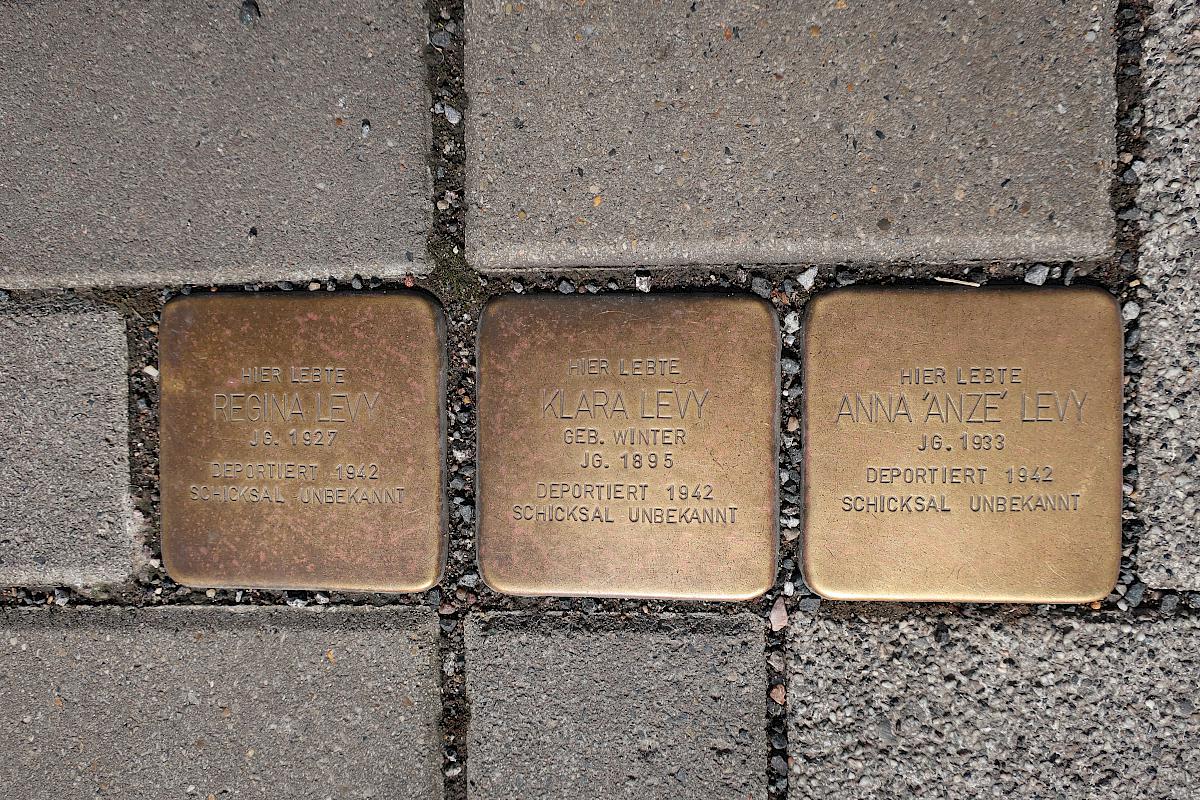 HIER LEBTE
REGINA LEVY
JG. 1927
DEPORTIERT 1942
SCHICKSAL UNBEKANNT
HIER LEBTE
KLARA LEVY
GEB. WINTER
JG. 1895
DEPORTIERT 1942
SCHICKSAL UNBEKANNT
HIER LEBTE
ANNA 'ÄNZE' LEVY
JG. 1933
DEPORTIERT 1942
SCHICKSAL UNBEKANNT